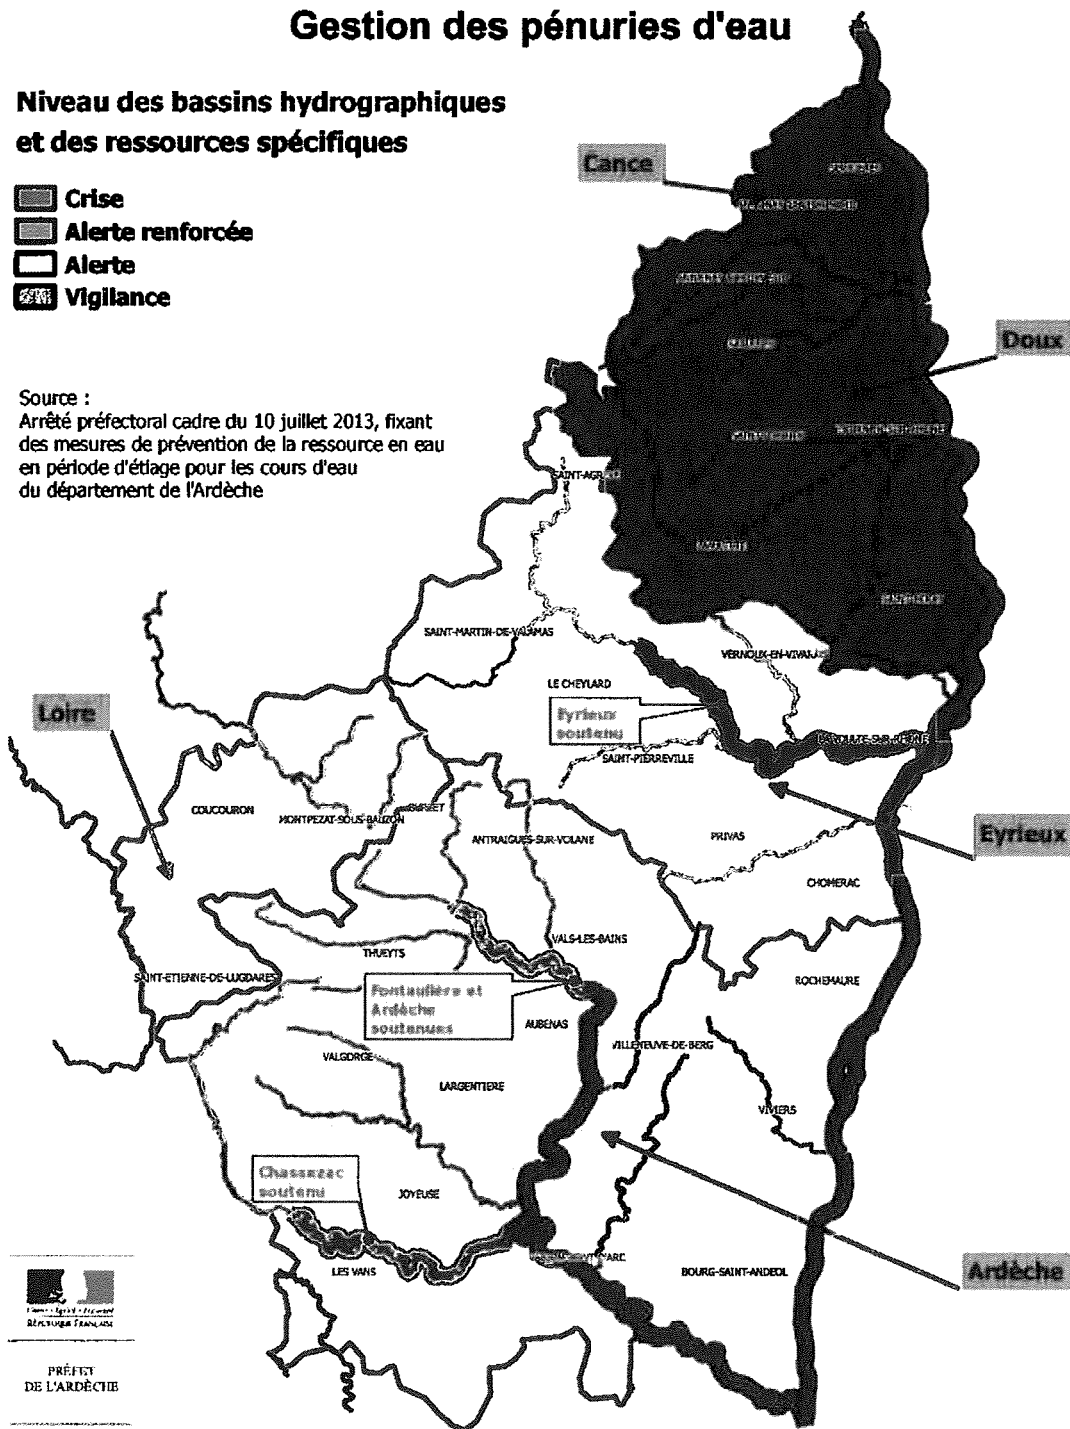 Gestion des pénuries d'eau
Niveau des bassins hydrographiques
et des ressources spécifiques
Crise
Alerte renforcée
Alerte
Vigilance
Source :
Arrêté préfectoral cadre du 10 juillet 2013, fixant
des mesures de prévention de la ressource en eau
en période d'étiage pour les cours d'eau
du département de l'Ardèche
Cance
Doux
SAINT-AGRÈVE
SAINT-MARTIN-DE-VALAMAS
VERNOUX-EN-VIVARAIS
LE CHEYLARD
Loire
Eyrieux
soutenu
LA VOULTE-SUR-RHONE
SAINT-PIERREVILLE
COUCOURON
MONTPEZAT-SOUS-BAUZON
BURZET
ANTRAIGUES-SUR-VOLANE
PRIVAS
Eyrieux
CHOMERAC
VALS-LES-BAINS
THUEYTS
SAINT-ETIENNE-DE-LUGDARES
ROCHEMAURE
Fontaulière et
Ardèche
soutenues
AUBENAS
VILLENEUVE-DE-BERG
VALGORGE
LARGENTIERE
VIVIERS
Chassezac
soutenu
JOYEUSE
LES VANS
BOURG-SAINT-ANDEOL
Ardèche
RÉPUBLIQUE FRANÇAISE
PRÉFET
DE L'ARDÈCHE